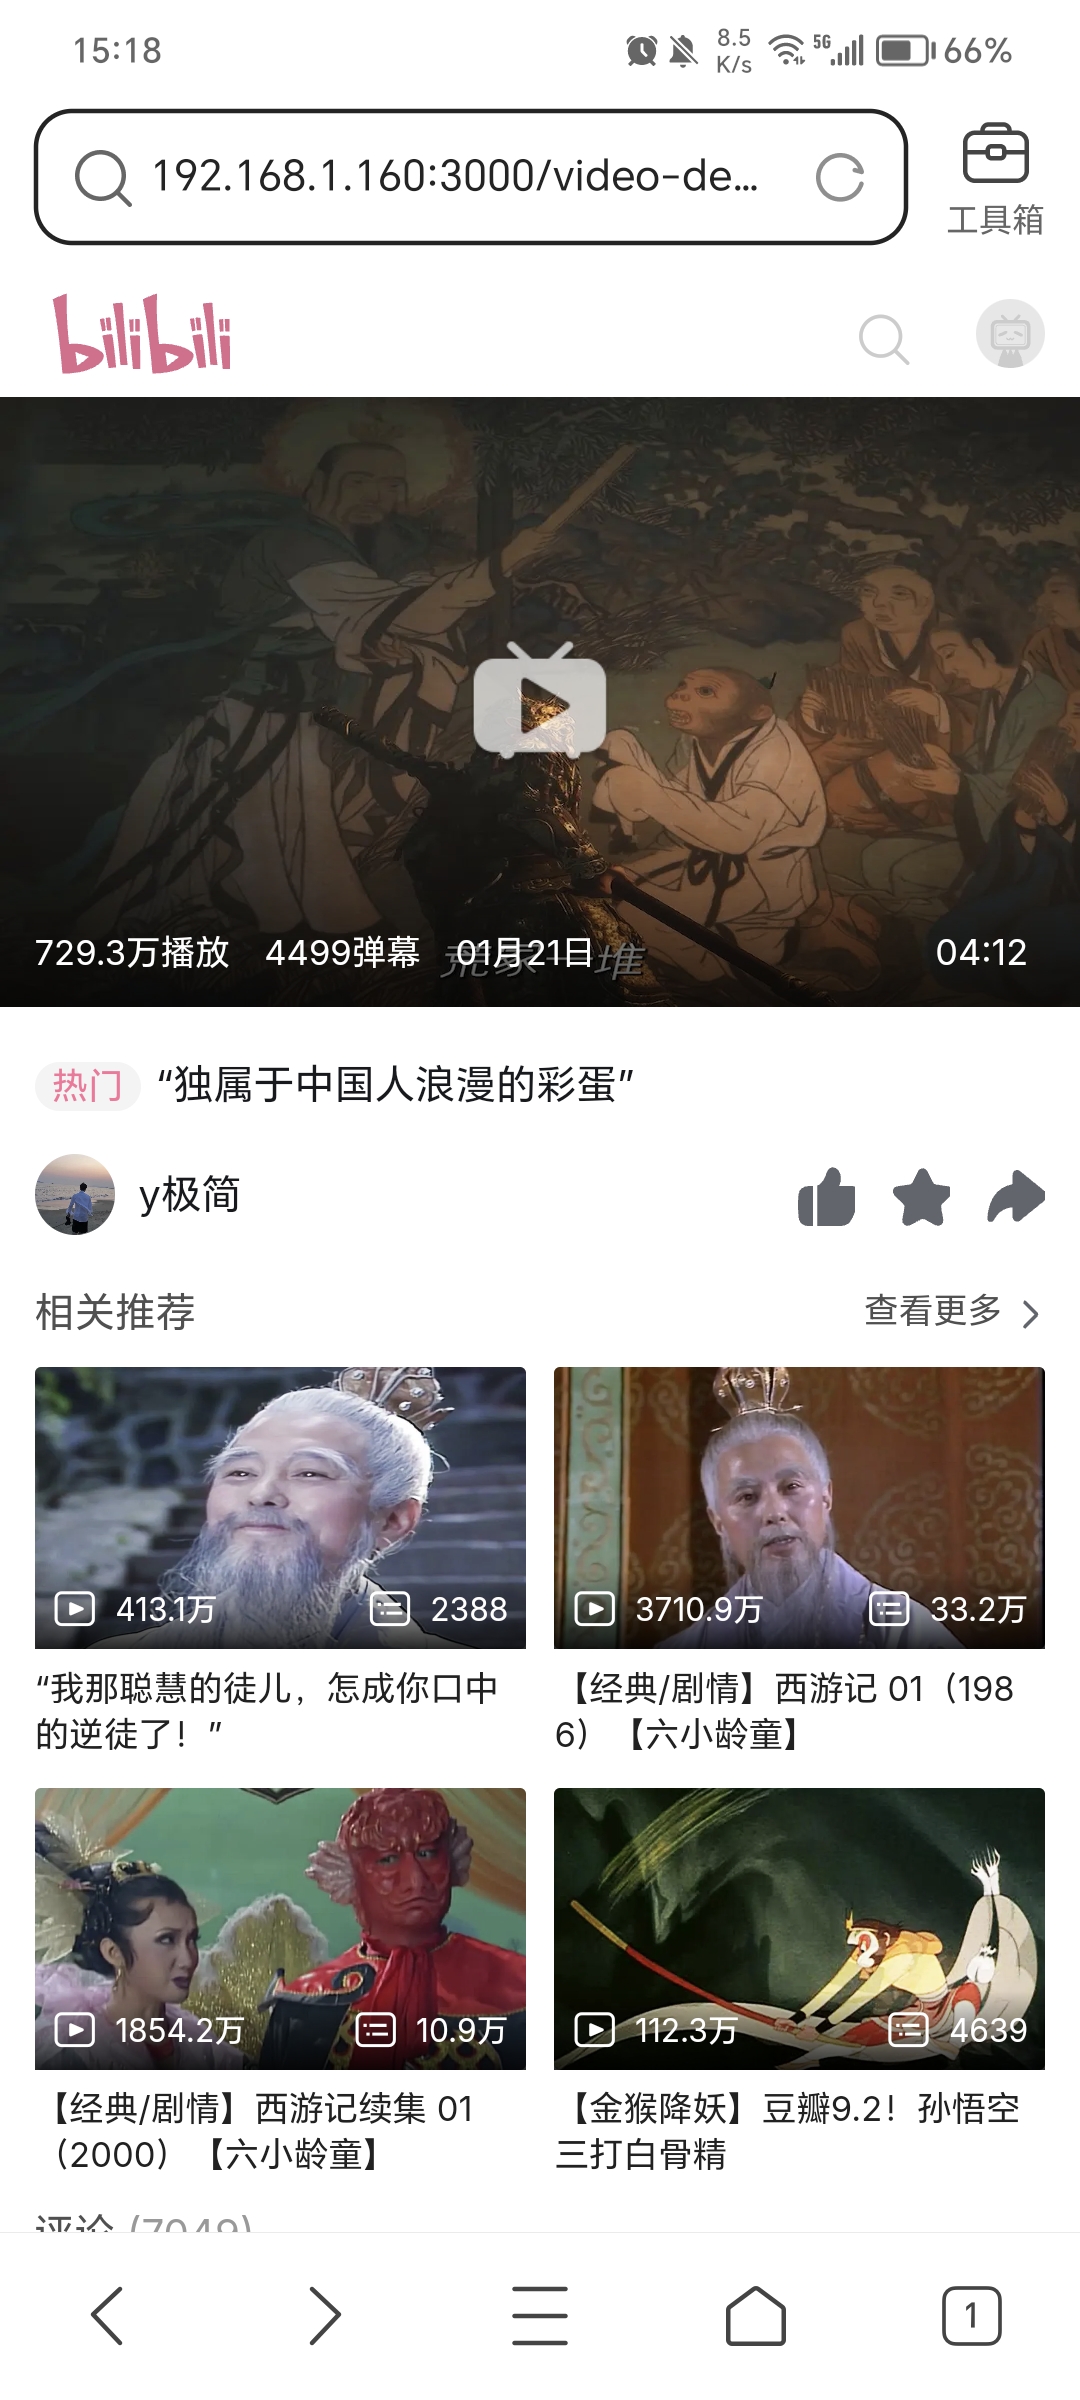 15:18
8.5
K/s
5G
66%
192.168.1.160:3000/video-de...
工具箱
bilibili
729.3万播放 4499弹幕 01月21日
04:12
热门 “独属于中国人浪漫的彩蛋”
y极简
相关推荐
查看更多
413.1万 2388
3710.9万 33.2万
“我那聪慧的徒儿，怎成你口中
的逆徒了！”
【经典/剧情】西游记 01（198
6）【六小龄童】
1854.2万 10.9万
112.3万 4639
【经典/剧情】西游记续集 01
（2000）【六小龄童】
【金猴降妖】豆瓣9.2！孙悟空
三打白骨精
评论 (7049)
1